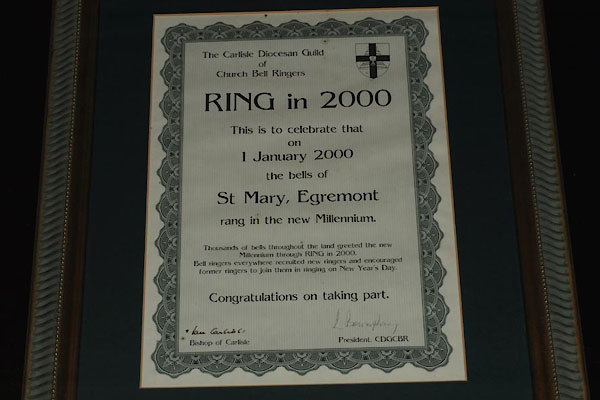 The Carlisle Diocesan Guild
of
Church Bell Ringers
RING in 2000
This is to celebrate that
on
1 January 2000
the bells of
St Mary, Egremont
rang in the new Millennium.
Thousands of bells throughout the land greeted the new
Millennium through RING in 2000.
Bell ringers everywhere recruited new ringers and encouraged
former ringers to join them in ringing on New Year's Day.
Congratulations on taking part.
Ian Carlisle
Bishop of Carlisle
President. CDGCBR